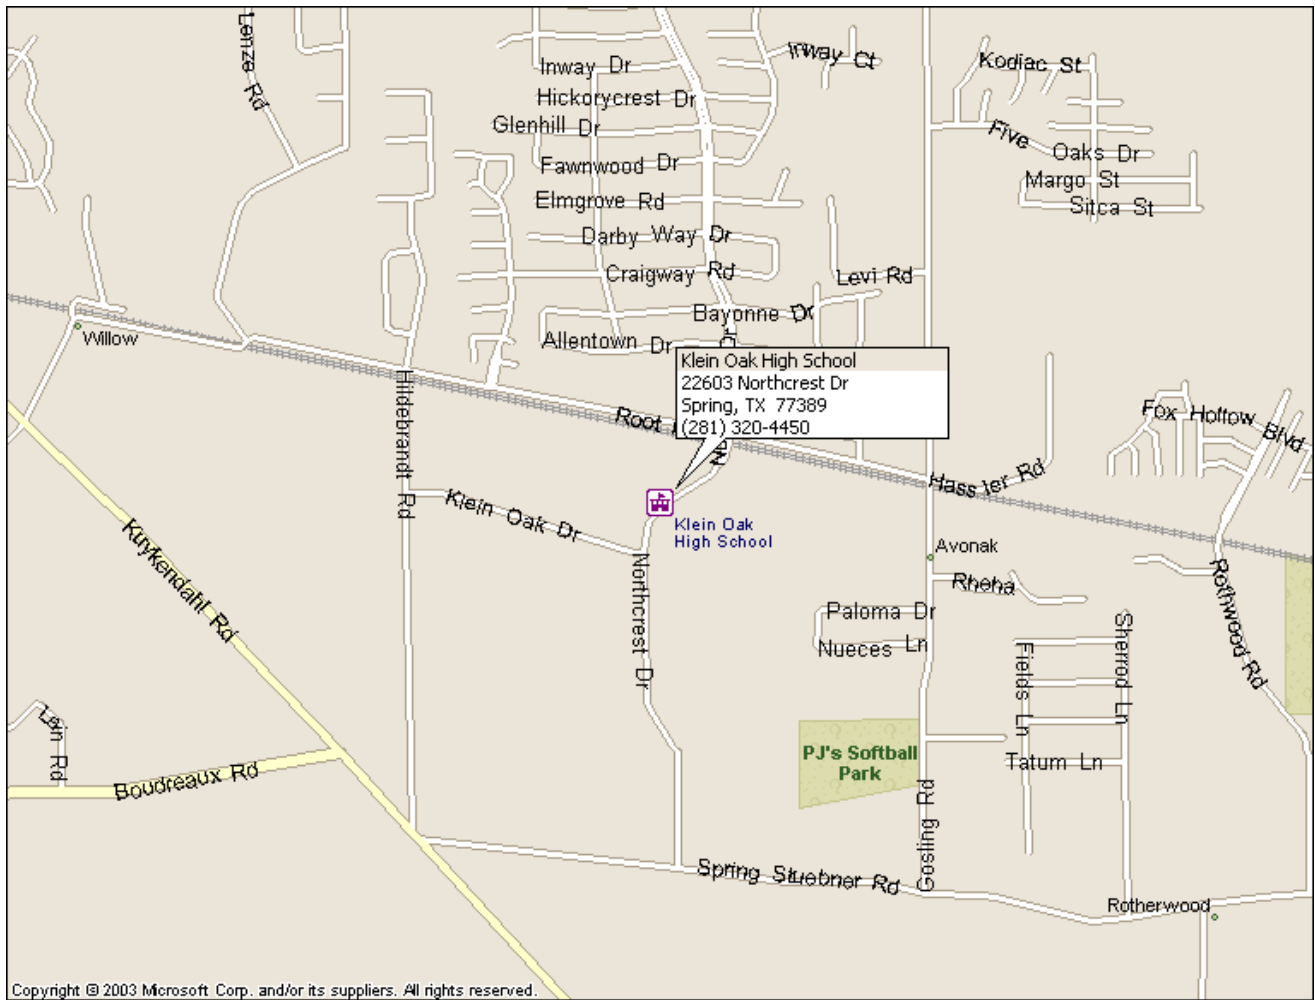 Lenze Rd
Inway Dr
Inway Ct
Kodiac St
Hickorycrest Dr
Glenhill Dr
Five Oaks Dr
Fawnwood Dr
Margo St
Elmgrove Rd
Sitca St
Darby Way Dr
Craigway Rd
Levi Rd
Bayonne Dr
Willow
Allentown Dr
Klein Oak High School
22603 Northcrest Dr
Spring, TX 77389
(281) 320-4450
Hildebrandt Rd
Root
Fox Hollow Blvd
Hassler Rd
Klein Oak Dr
Klein Oak
High School
Kuykendahl Rd
Avonak
Northcrest Dr
Rheha
Rothwood Rd
Paloma Dr
Nueces Ln
Fields Ln
Sherrod Ln
Lain Rd
PJ's Softball
Park
Tatum Ln
Boudreaux Rd
Gosling Rd
Spring Stuebner Rd
Rotherwood
Copyright © 2003 Microsoft Corp. and/or its suppliers. All rights reserved.